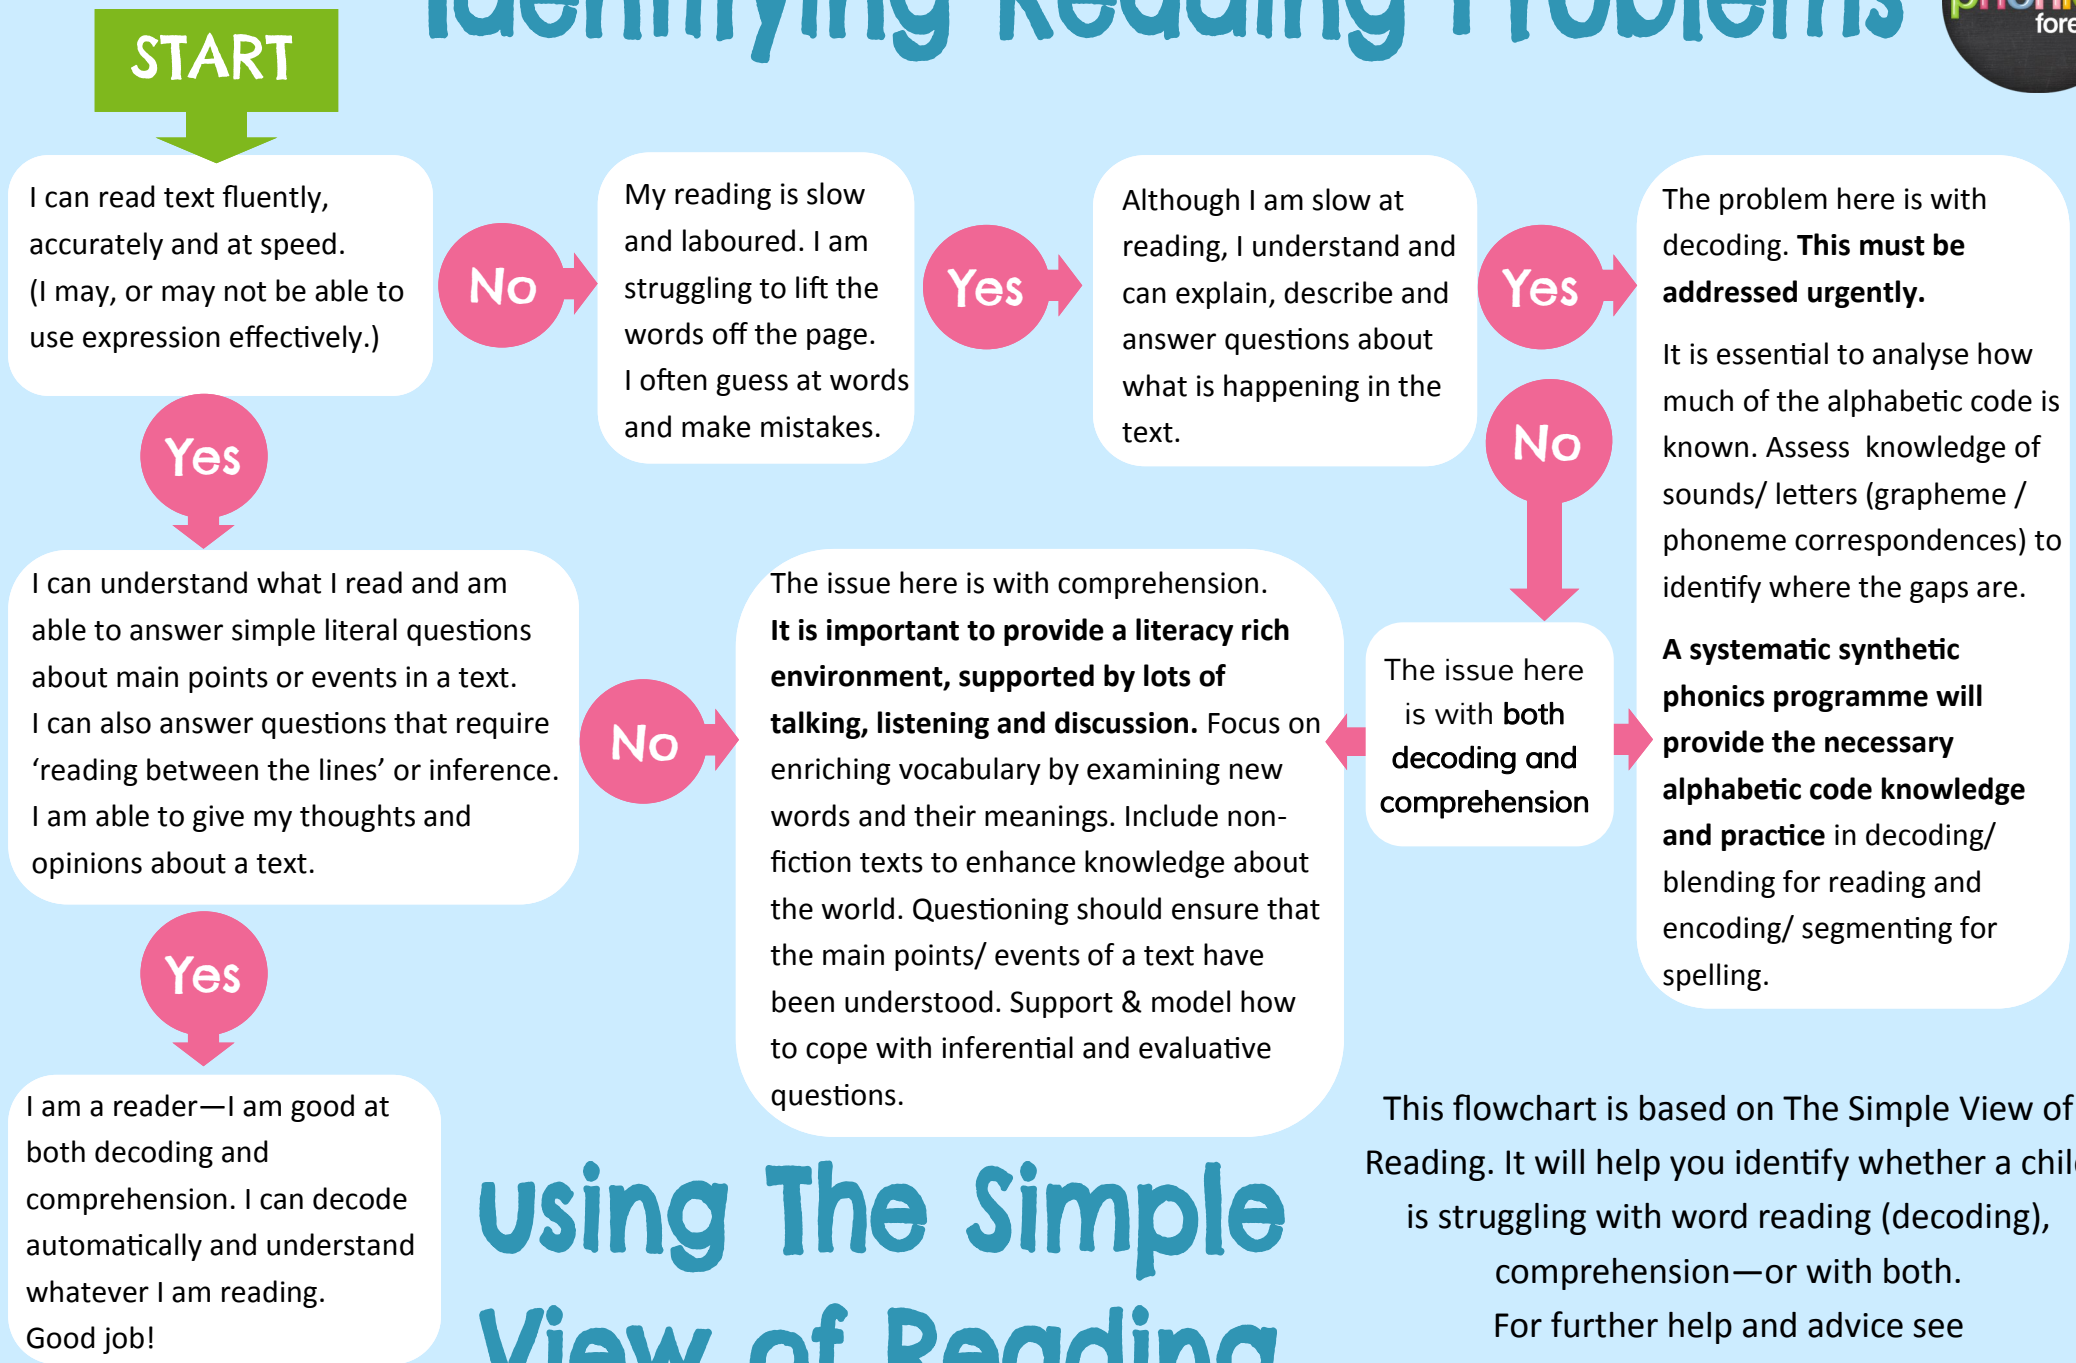 Identifying Reading Problems
START
I can read text fluently,
accurately and at speed.
(I may, or may not be able to
use expression effectively.)
No
My reading is slow
and laboured. I am
struggling to lift the
words off the page.
I often guess at words
and make mistakes.
Yes
Although I am slow at
reading, I understand and
can explain, describe and
answer questions about
what is happening in the
text.
Yes
The problem here is with
decoding. This must be
addressed urgently.
It is essential to analyse how
much of the alphabetic code is
known. Assess knowledge of
sounds/ letters (grapheme /
phoneme correspondences) to
identify where the gaps are.
A systematic synthetic
phonics programme will
provide the necessary
alphabetic code knowledge
and practice in decoding/
blending for reading and
encoding/ segmenting for
spelling.
No
The issue here
is with both
decoding and
comprehension
Yes
I can understand what I read and am
able to answer simple literal questions
about main points or events in a text.
I can also answer questions that require
‘reading between the lines’ or inference.
I am able to give my thoughts and
opinions about a text.
No
The issue here is with comprehension.
It is important to provide a literacy rich
environment, supported by lots of
talking, listening and discussion. Focus on
enriching vocabulary by examining new
words and their meanings. Include non-
fiction texts to enhance knowledge about
the world. Questioning should ensure that
the main points/ events of a text have
been understood. Support & model how
to cope with inferential and evaluative
questions.
Yes
I am a reader—I am good at
both decoding and
comprehension. I can decode
automatically and understand
whatever I am reading.
Good job!
using The Simple
View of Reading
This flowchart is based on The Simple View of
Reading. It will help you identify whether a
is struggling with word reading (decoding),
comprehension—or with both.
For further help and advice see